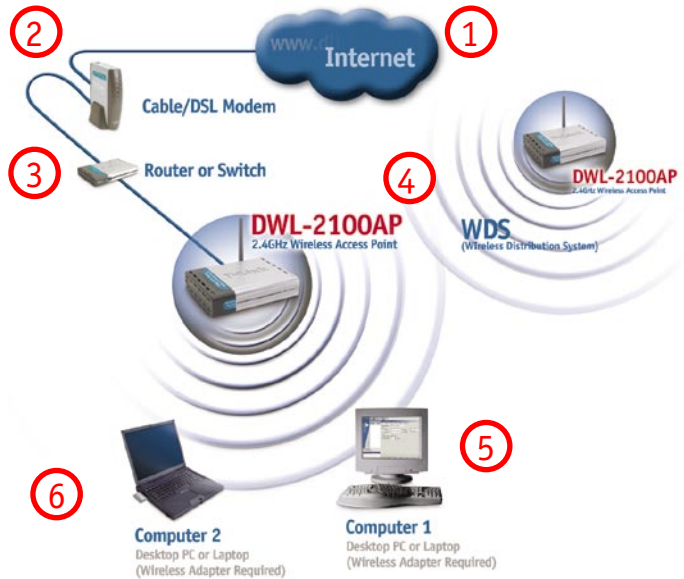 2
www.d
Internet
1
Cable/DSL Modem
3
Router or Switch
4
DWL-2100AP
2.4GHz Wireless Access Point
DWL-2100AP
2.4GHz Wireless Access Point
WDS
(Wireless Distribution System)
5
6
Computer 2
Desktop PC or Laptop
(Wireless Adapter Required)
Computer 1
Desktop PC or Laptop
(Wireless Adapter Required)